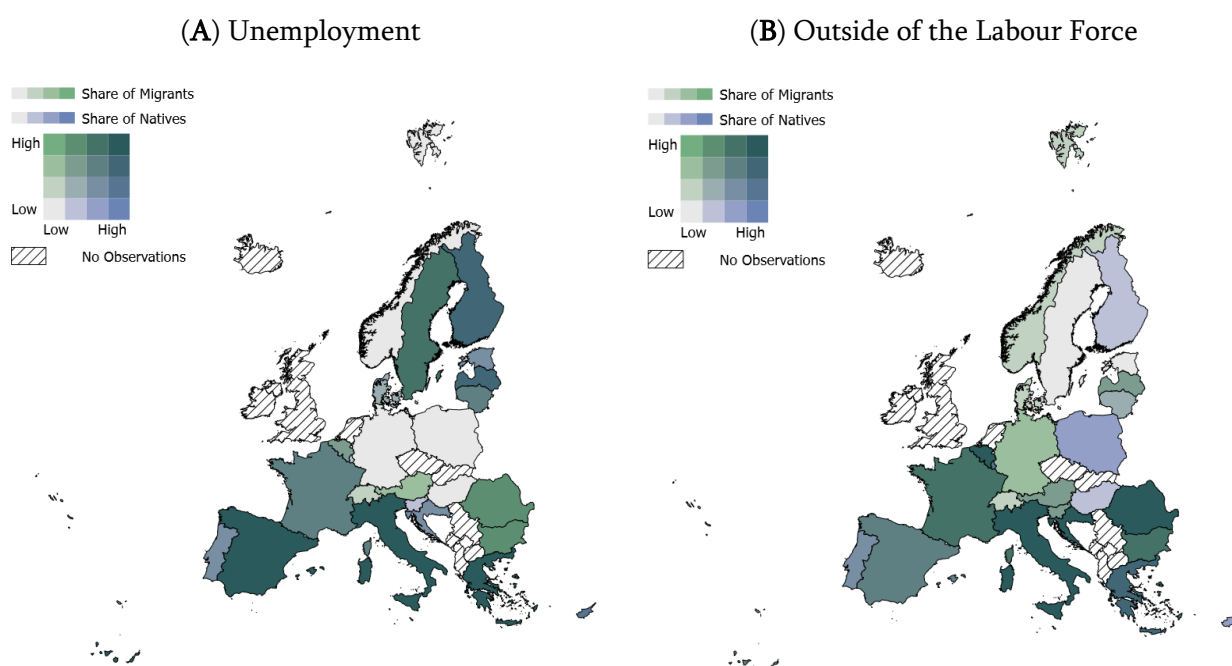 (A) Unemployment
Share of Migrants
Share of Natives
High
Low
Low High
No Observations
(B) Outside of the Labour Force
Share of Migrants
Share of Natives
High
Low
Low High
No Observations